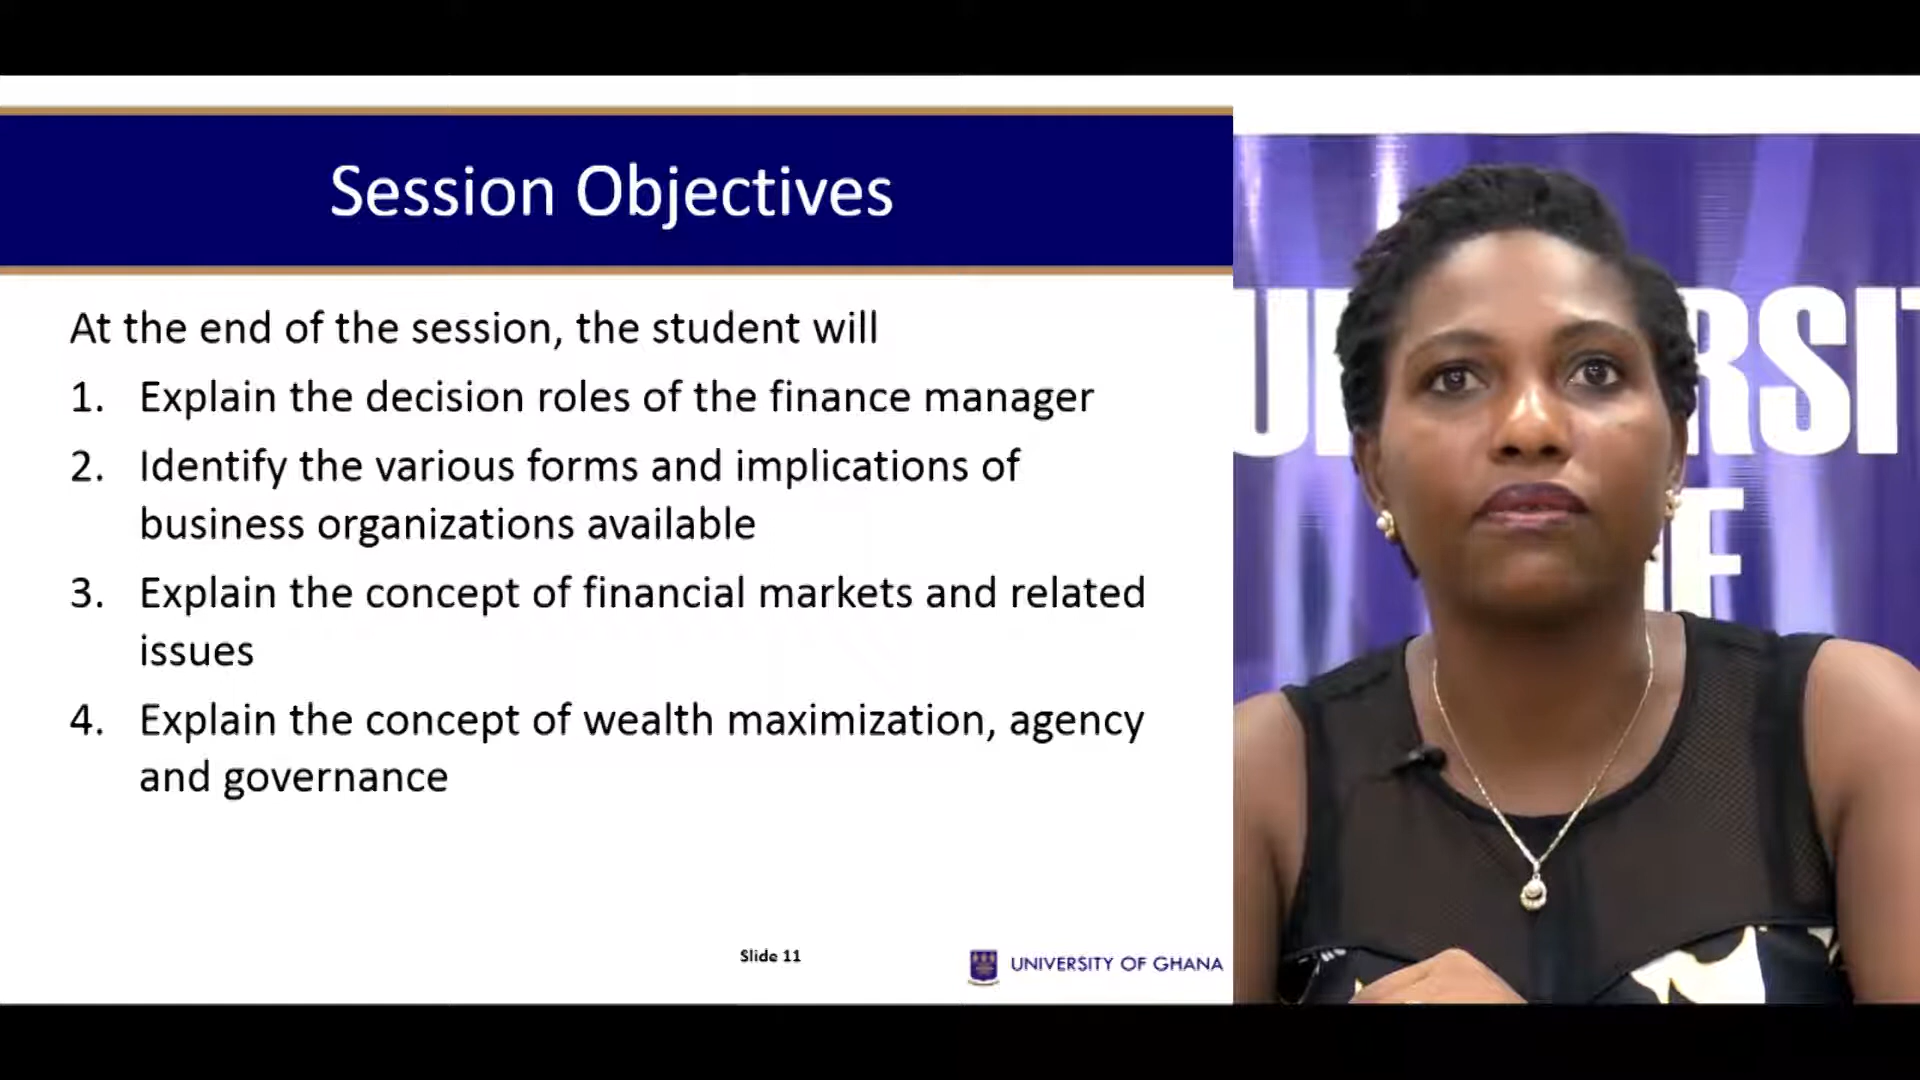 Session Objectives
At the end of the session, the student will
1. Explain the decision roles of the finance manager
2. Identify the various forms and implications of
business organizations available
3. Explain the concept of financial markets and related
issues
4. Explain the concept of wealth maximization, agency
and governance
Slide 11
UNIVERSITY OF GHANA